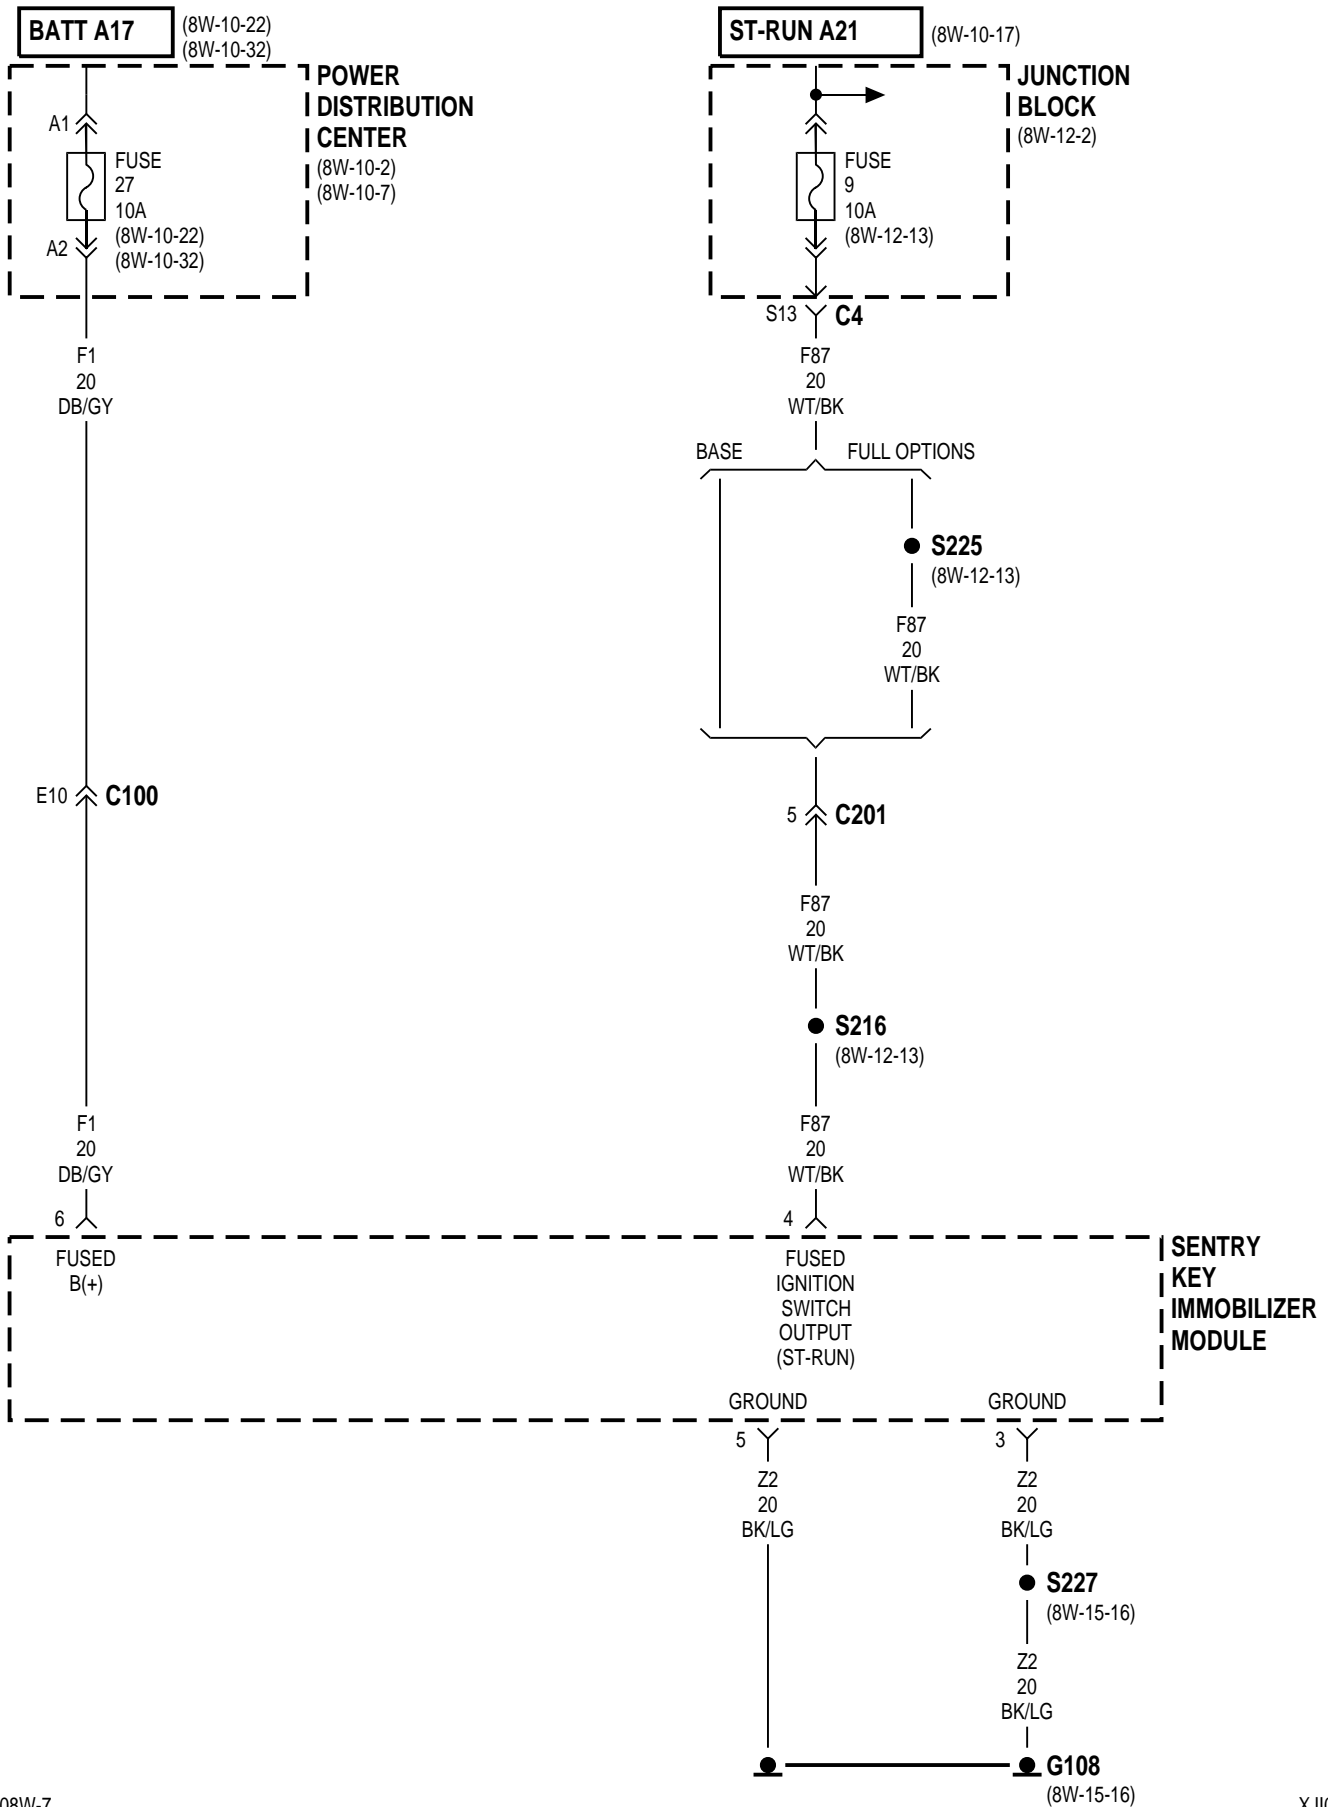 BATT A17
(8W-10-22)
(8W-10-32)
ST-RUN A21
(8W-10-17)
POWER
DISTRIBUTION
CENTER
(8W-10-2)
(8W-10-7)
A1
FUSE
27
10A
(8W-10-22)
(8W-10-32)
A2
JUNCTION
BLOCK
(8W-12-2)
FUSE
9
10A
(8W-12-13)
S13
C4
F1
20
DB/GY
F87
20
WT/BK
BASE
FULL OPTIONS
S225
(8W-12-13)
F87
20
WT/BK
E10
C100
5
C201
F87
20
WT/BK
S216
(8W-12-13)
F1
20
DB/GY
F87
20
WT/BK
6
4
FUSED
B(+)
FUSED
IGNITION
SWITCH
OUTPUT
(ST-RUN)
SENTRY
KEY
IMMOBILIZER
MODULE
GROUND
GROUND
5
3
Z2
20
BK/LG
Z2
20
BK/LG
S227
(8W-15-16)
Z2
20
BK/LG
G108
(8W-15-16)